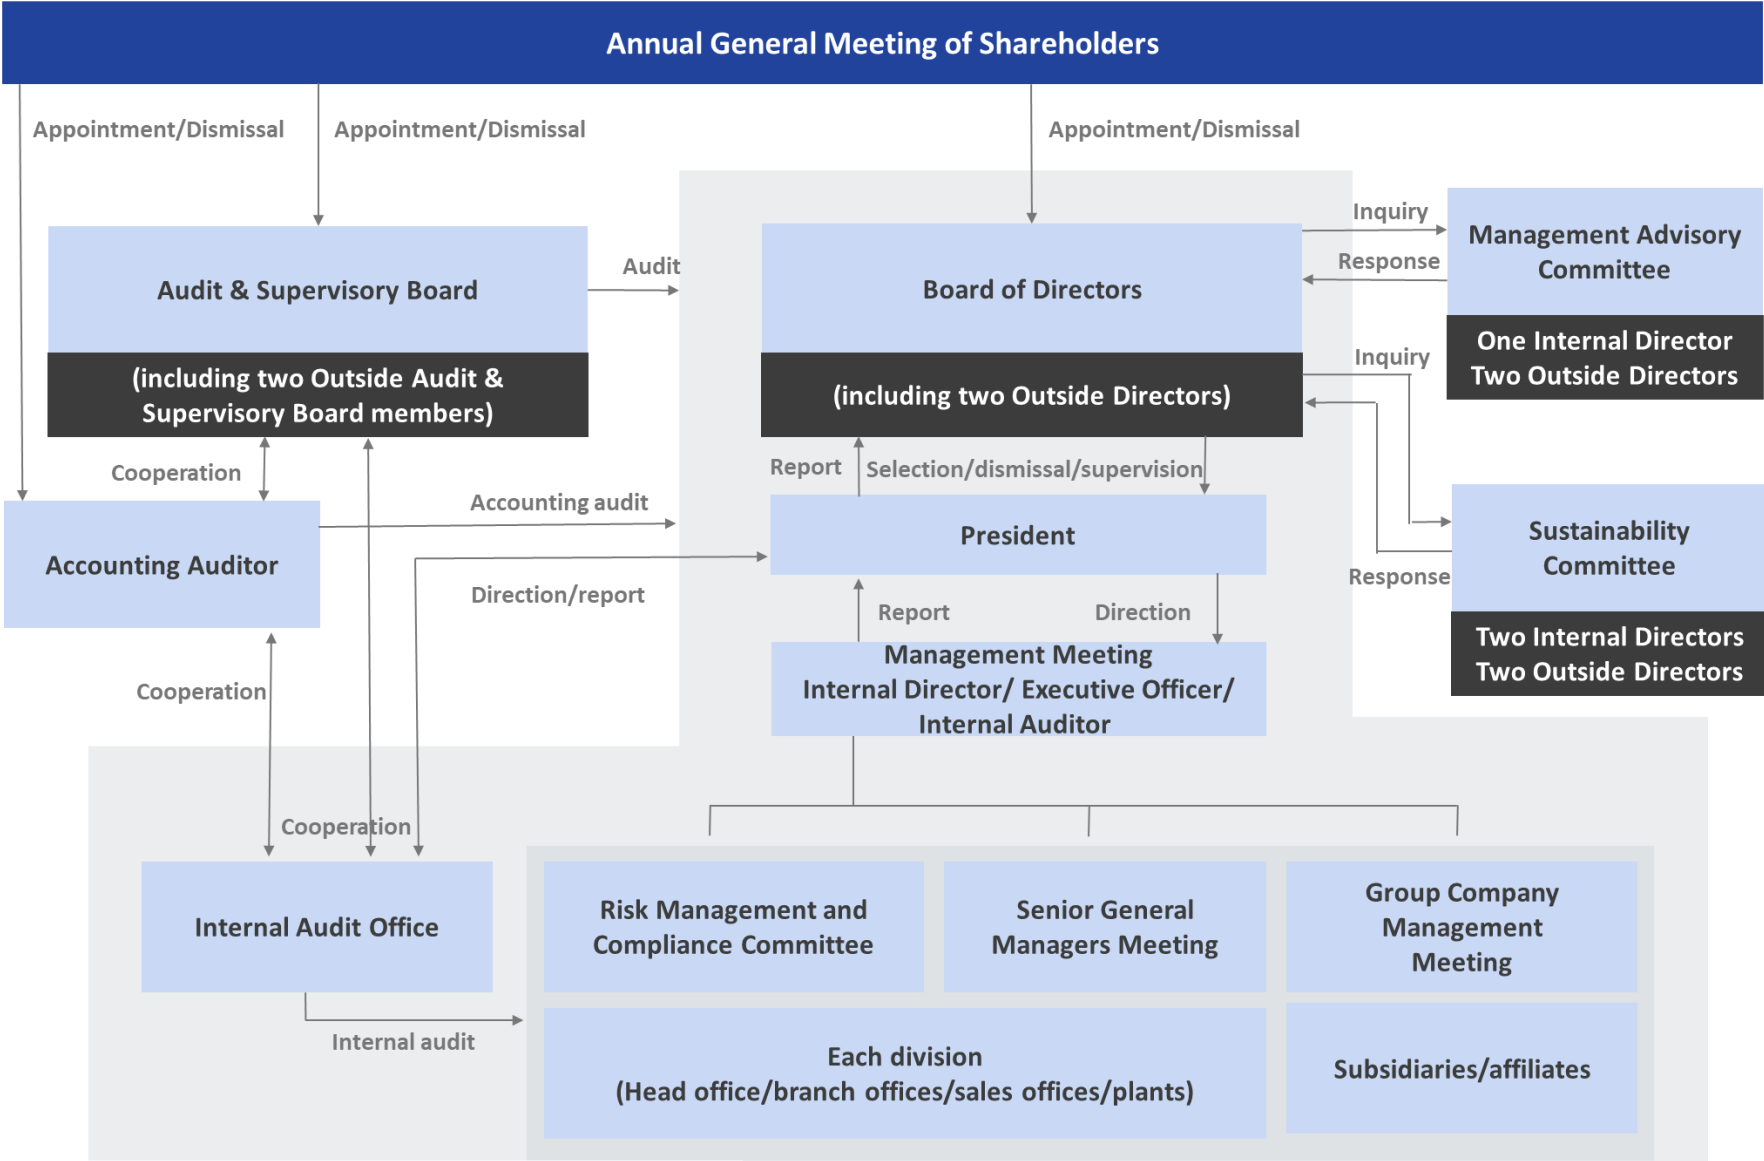 Annual General Meeting of Shareholders
Appointment/Dismissal
Appointment/Dismissal
Appointment/Dismissal
Audit & Supervisory Board
(including two Outside Audit &
Supervisory Board members)
Audit
Board of Directors
(including two Outside Directors)
Inquiry
Response
Management Advisory
Committee
One Internal Director
Two Outside Directors
Inquiry
Response
Sustainability
Committee
Two Internal Directors
Two Outside Directors
Cooperation
Accounting Auditor
Accounting audit
Direction/report
Report
Selection/dismissal/supervision
President
Report
Direction
Management Meeting
Internal Director/ Executive Officer/
Internal Auditor
Cooperation
Cooperation
Internal Audit Office
Internal audit
Risk Management and
Compliance Committee
Senior General
Managers Meeting
Group Company
Management
Meeting
Each division
(Head office/branch offices/sales offices/plants)
Subsidiaries/affiliates